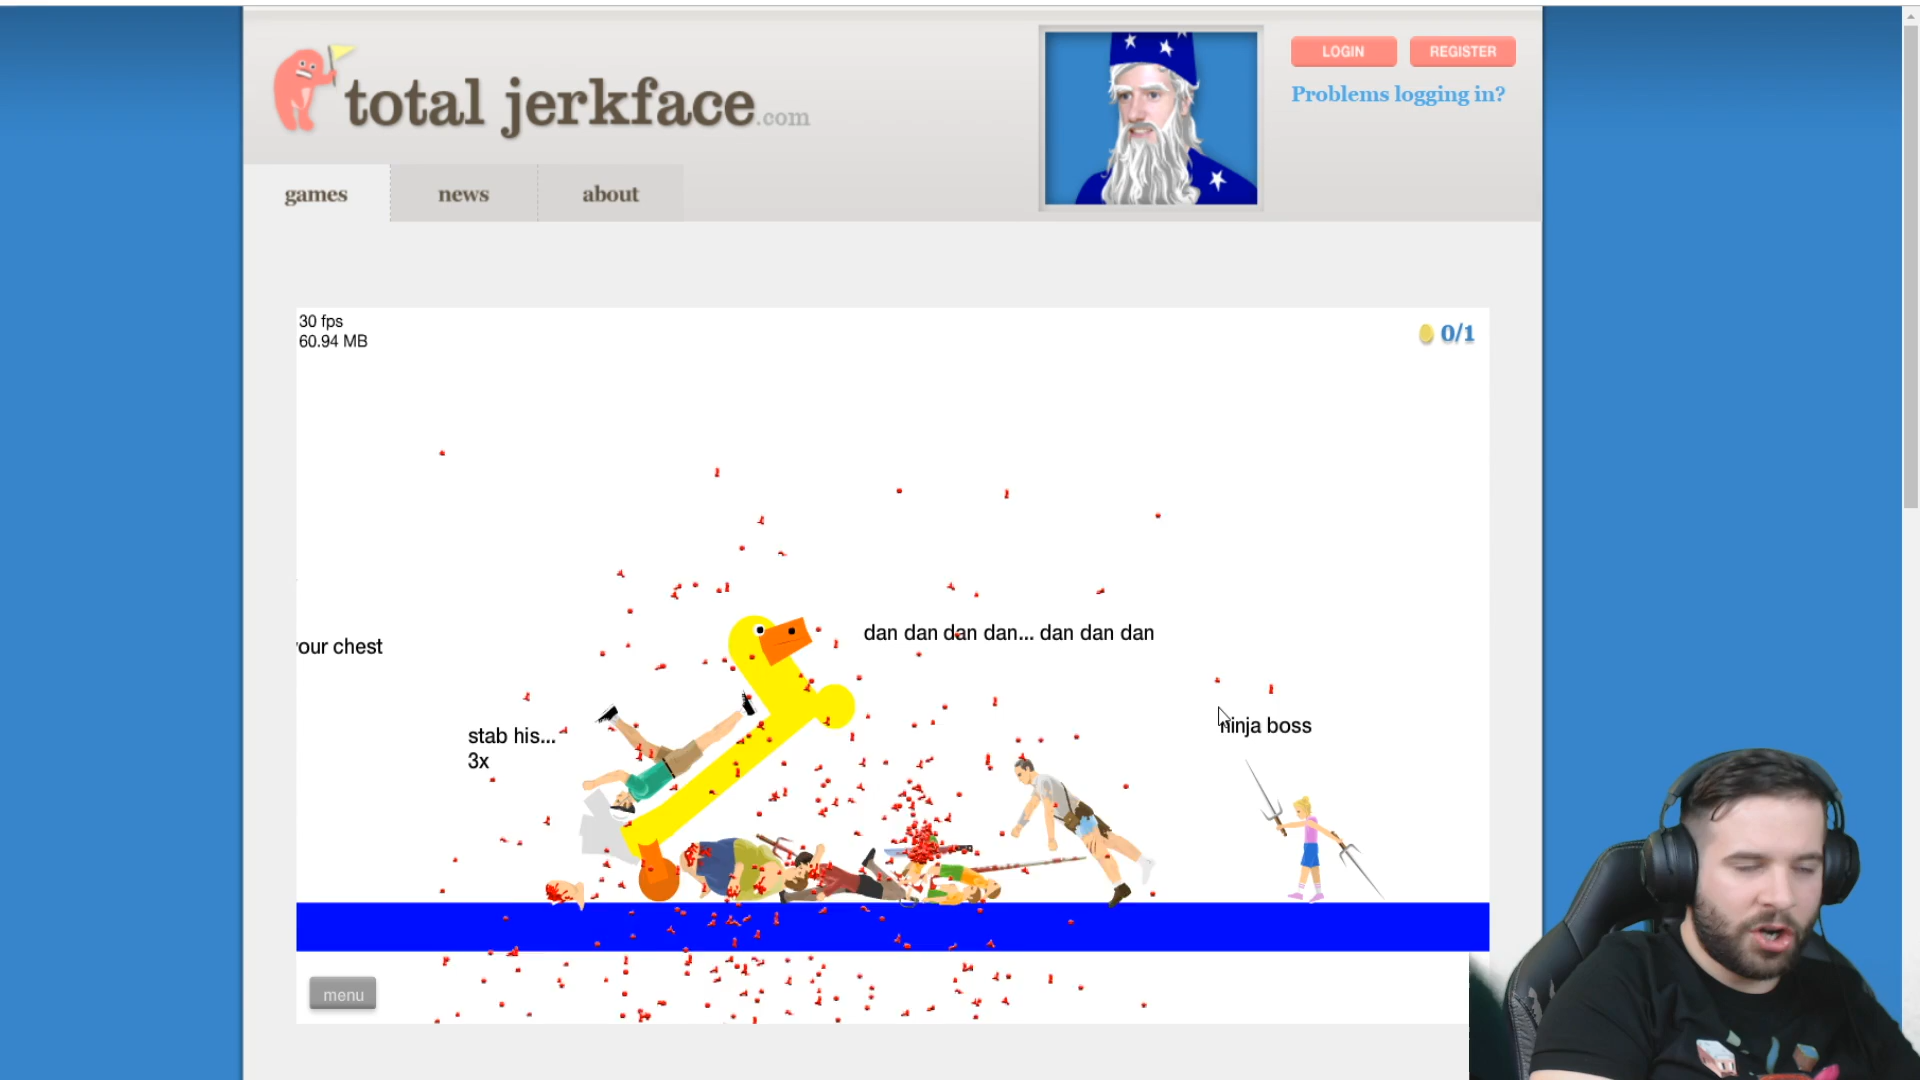 total jerkface.com
LOGIN
REGISTER
Problems logging in?
games
news
about
30 fps
60.94 MB
0/1
our chest
dan dan dan dan... dan dan dan
stab his...
3x
ninja boss
menu